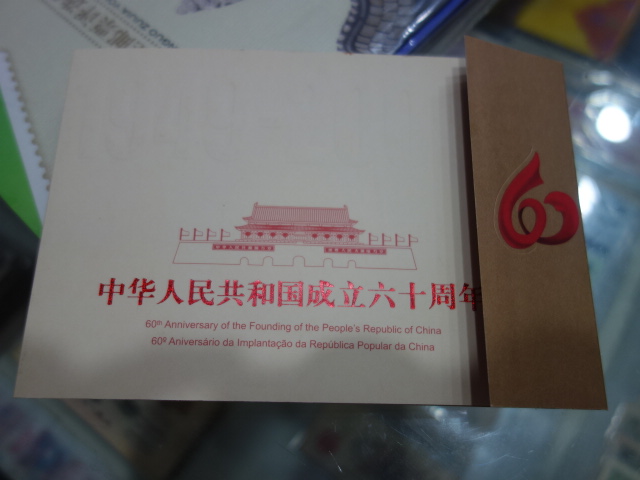 中华人民共和国成立六十周年
60th Anniversary of the Founding of the People's Republic of China
60º Aniversário da Implantação da República Popular da China
60